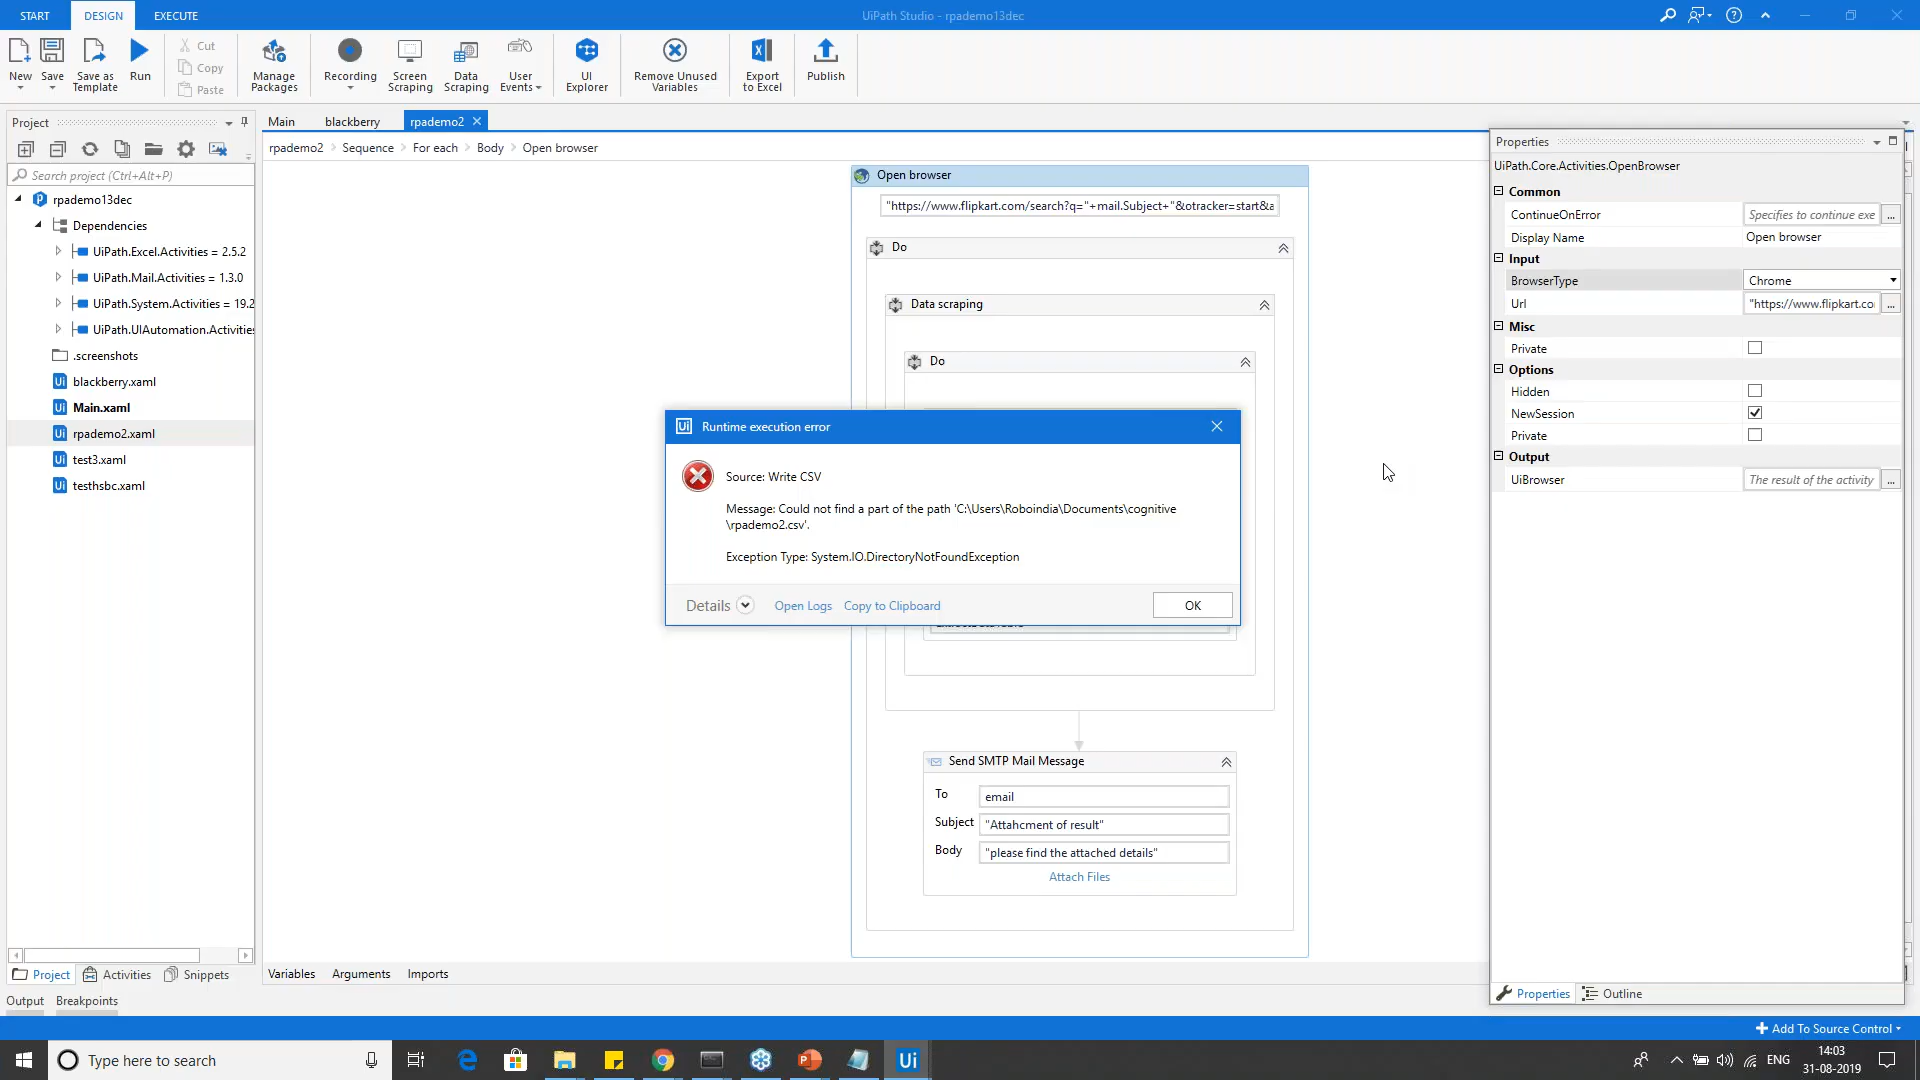 START DESIGN EXECUTE UiPath Studio - rpademo13dec
New Save Save as Template Run Cut Copy Paste Manage Packages Recording Screen Scraping Data Scraping User Events UI Explorer Remove Unused Variables Export to Excel Publish
Project
Search project (Ctrl+Alt+P)
rpademo13dec
Dependencies
UiPath.Excel.Activities = 2.5.2
UiPath.Mail.Activities = 1.3.0
UiPath.System.Activities = 19.2
UiPath.UIAutomation.Activities
.screenshots
blackberry.xaml
Main.xaml
rpademo2.xaml
test3.xaml
testhsbc.xaml
Project Activities Snippets
Output Breakpoints
Main blackberry rpademo2
rpademo2 Sequence For each Body Open browser
Open browser
"https://www.flipkart.com/search?q="+mail.Subject+"&otracker=start&a
Do
Data scraping
Do
Runtime execution error
Source: Write CSV
Message: Could not find a part of the path 'C:\Users\Roboindia\Documents\cognitive
\rpademo2.csv'.
Exception Type: System.IO.DirectoryNotFoundException
Details Open Logs Copy to Clipboard OK
Send SMTP Mail Message
To email
Subject "Attahcment of result"
Body "please find the attached details"
Attach Files
Variables Arguments Imports
Properties
UiPath.Core.Activities.OpenBrowser
Common
ContinueOnError Specifies to continue exe ...
Display Name Open browser
Input
BrowserType Chrome
Url "https://www.flipkart.co ...
Misc
Private
Options
Hidden
NewSession
Private
Output
UiBrowser The result of the activity ...
Properties Outline
Add To Source Control
Type here to search
Ui
ENG
14:03
31-08-2019